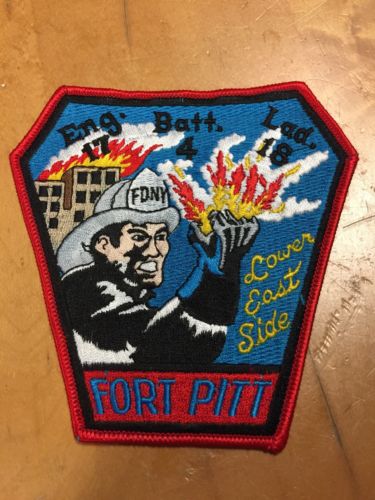 Eng. Batt. Lad.
17 4 18
FDNY
Lower
East
Side
FORT PITT